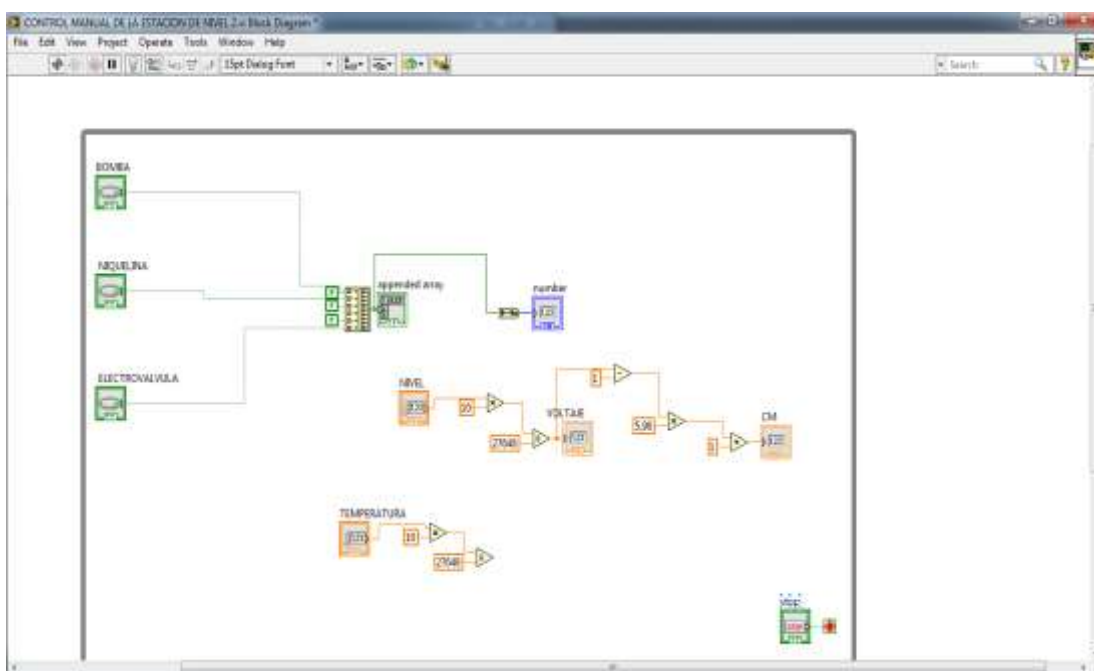 CONTROL MANUAL DE LA ESTACION DE NIVEL 2.vi Block Diagram *
File Edit View Project Operate Tools Window Help
15pt Dialog Font
Search
BOMBA
NIQUELINA
appended array
number
ELECTROVALVULA
NIVEL
1
10
VOLTAJE
CM
5.96
27648
TEMPERATURA
10
27648